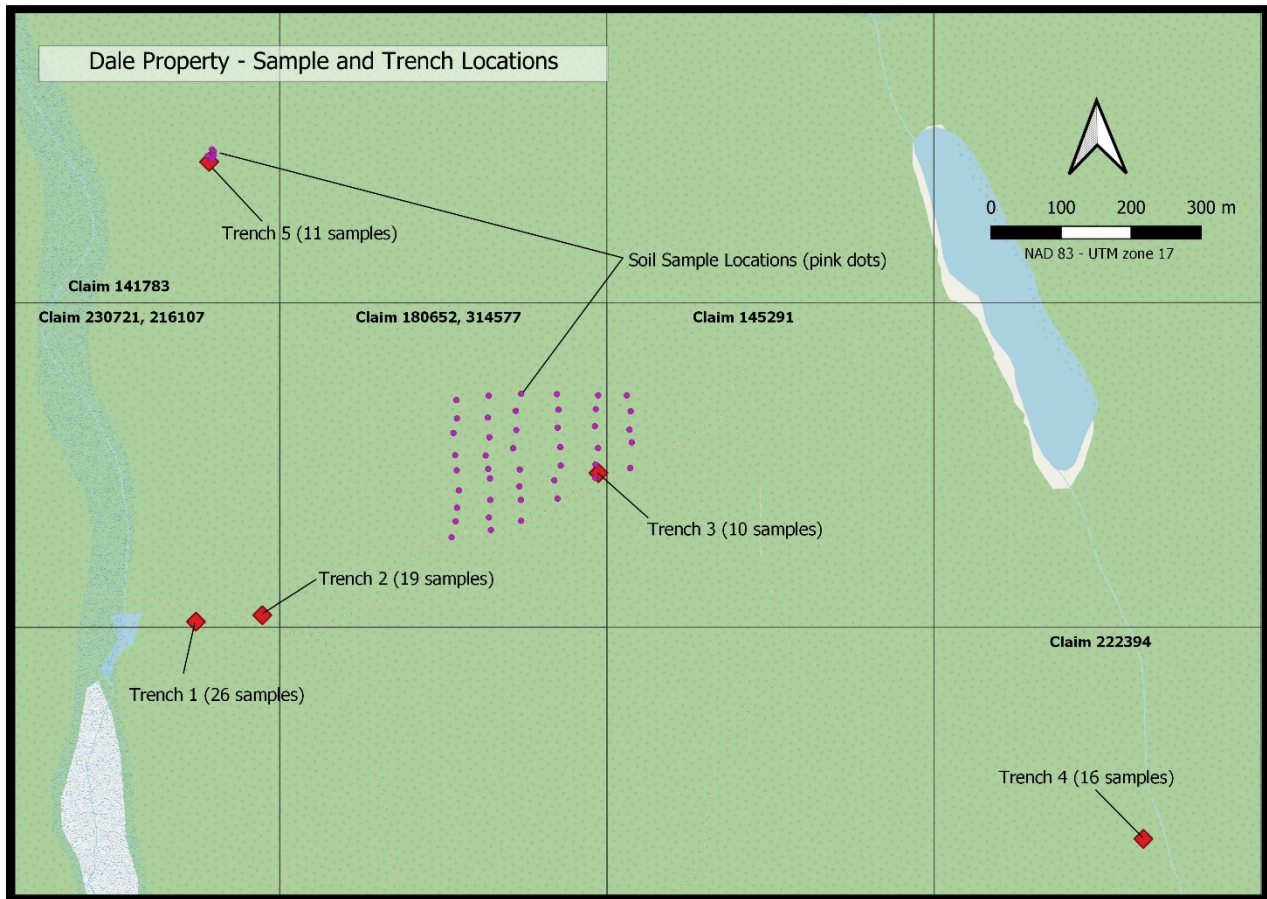 Dale Property - Sample and Trench Locations
0 100 200 300 m
NAD 83 - UTM zone 17
Trench 5 (11 samples)
Soil Sample Locations (pink dots)
Claim 141783
Claim 230721, 216107
Claim 180652, 314577
Claim 145291
Trench 3 (10 samples)
Trench 2 (19 samples)
Claim 222394
Trench 1 (26 samples)
Trench 4 (16 samples)